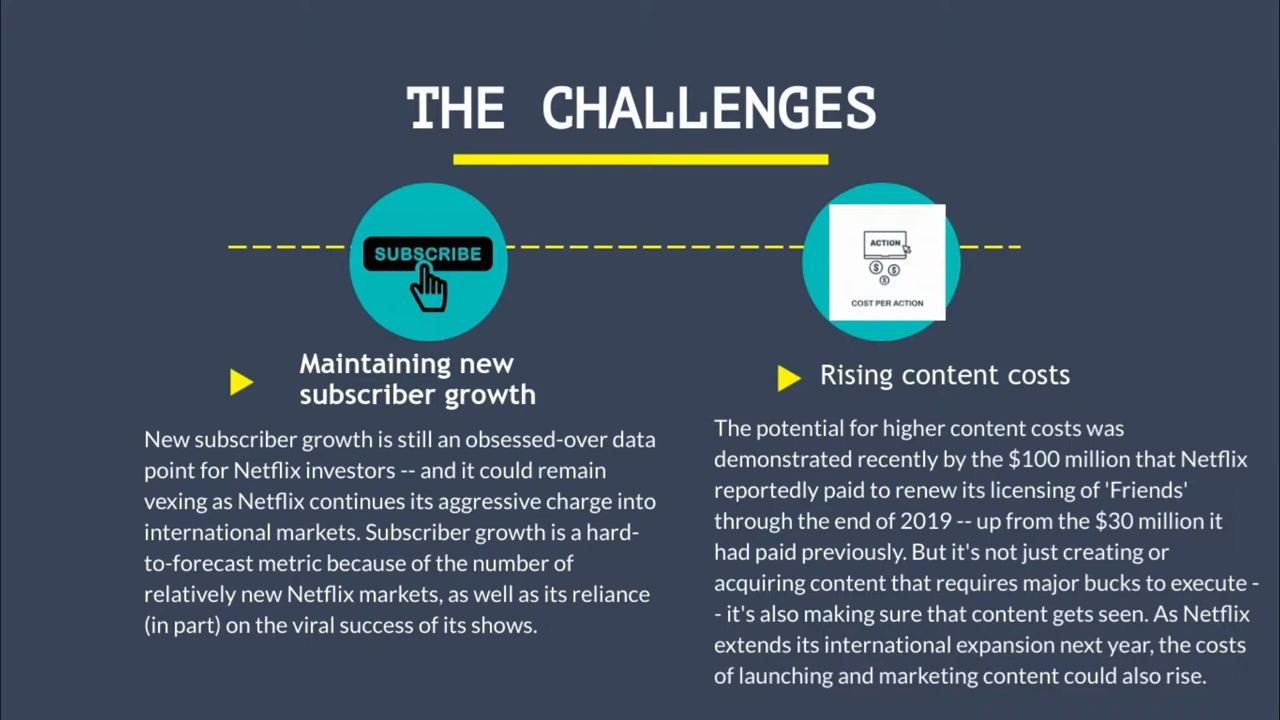 THE CHALLENGES
SUBSCRIBE
Maintaining new
subscriber growth
New subscriber growth is still an obsessed-over data
point for Netflix investors -- and it could remain
vexing as Netflix continues its aggressive charge into
international markets. Subscriber growth is a hard-
to-forecast metric because of the number of
relatively new Netflix markets, as well as its reliance
(in part) on the viral success of its shows.
ACTION
$ $
$
COST PER ACTION
Rising content costs
The potential for higher content costs was
demonstrated recently by the $100 million that Netflix
reportedly paid to renew its licensing of 'Friends'
through the end of 2019 -- up from the $30 million it
had paid previously. But it's not just creating or
acquiring content that requires major bucks to execute -
- it's also making sure that content gets seen. As Netflix
extends its international expansion next year, the costs
of launching and marketing content could also rise.